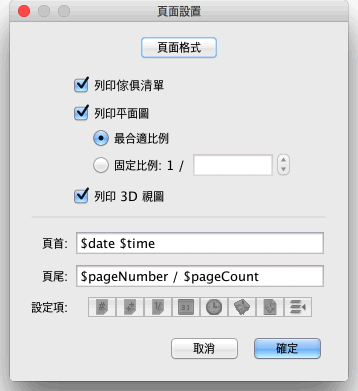 頁面設置
頁面格式
列印傢俱清單
列印平面圖
最合適比例
固定比例: 1 /
列印 3D 視圖
頁首: $date $time
頁尾: $pageNumber / $pageCount
設定項:
取消 確定